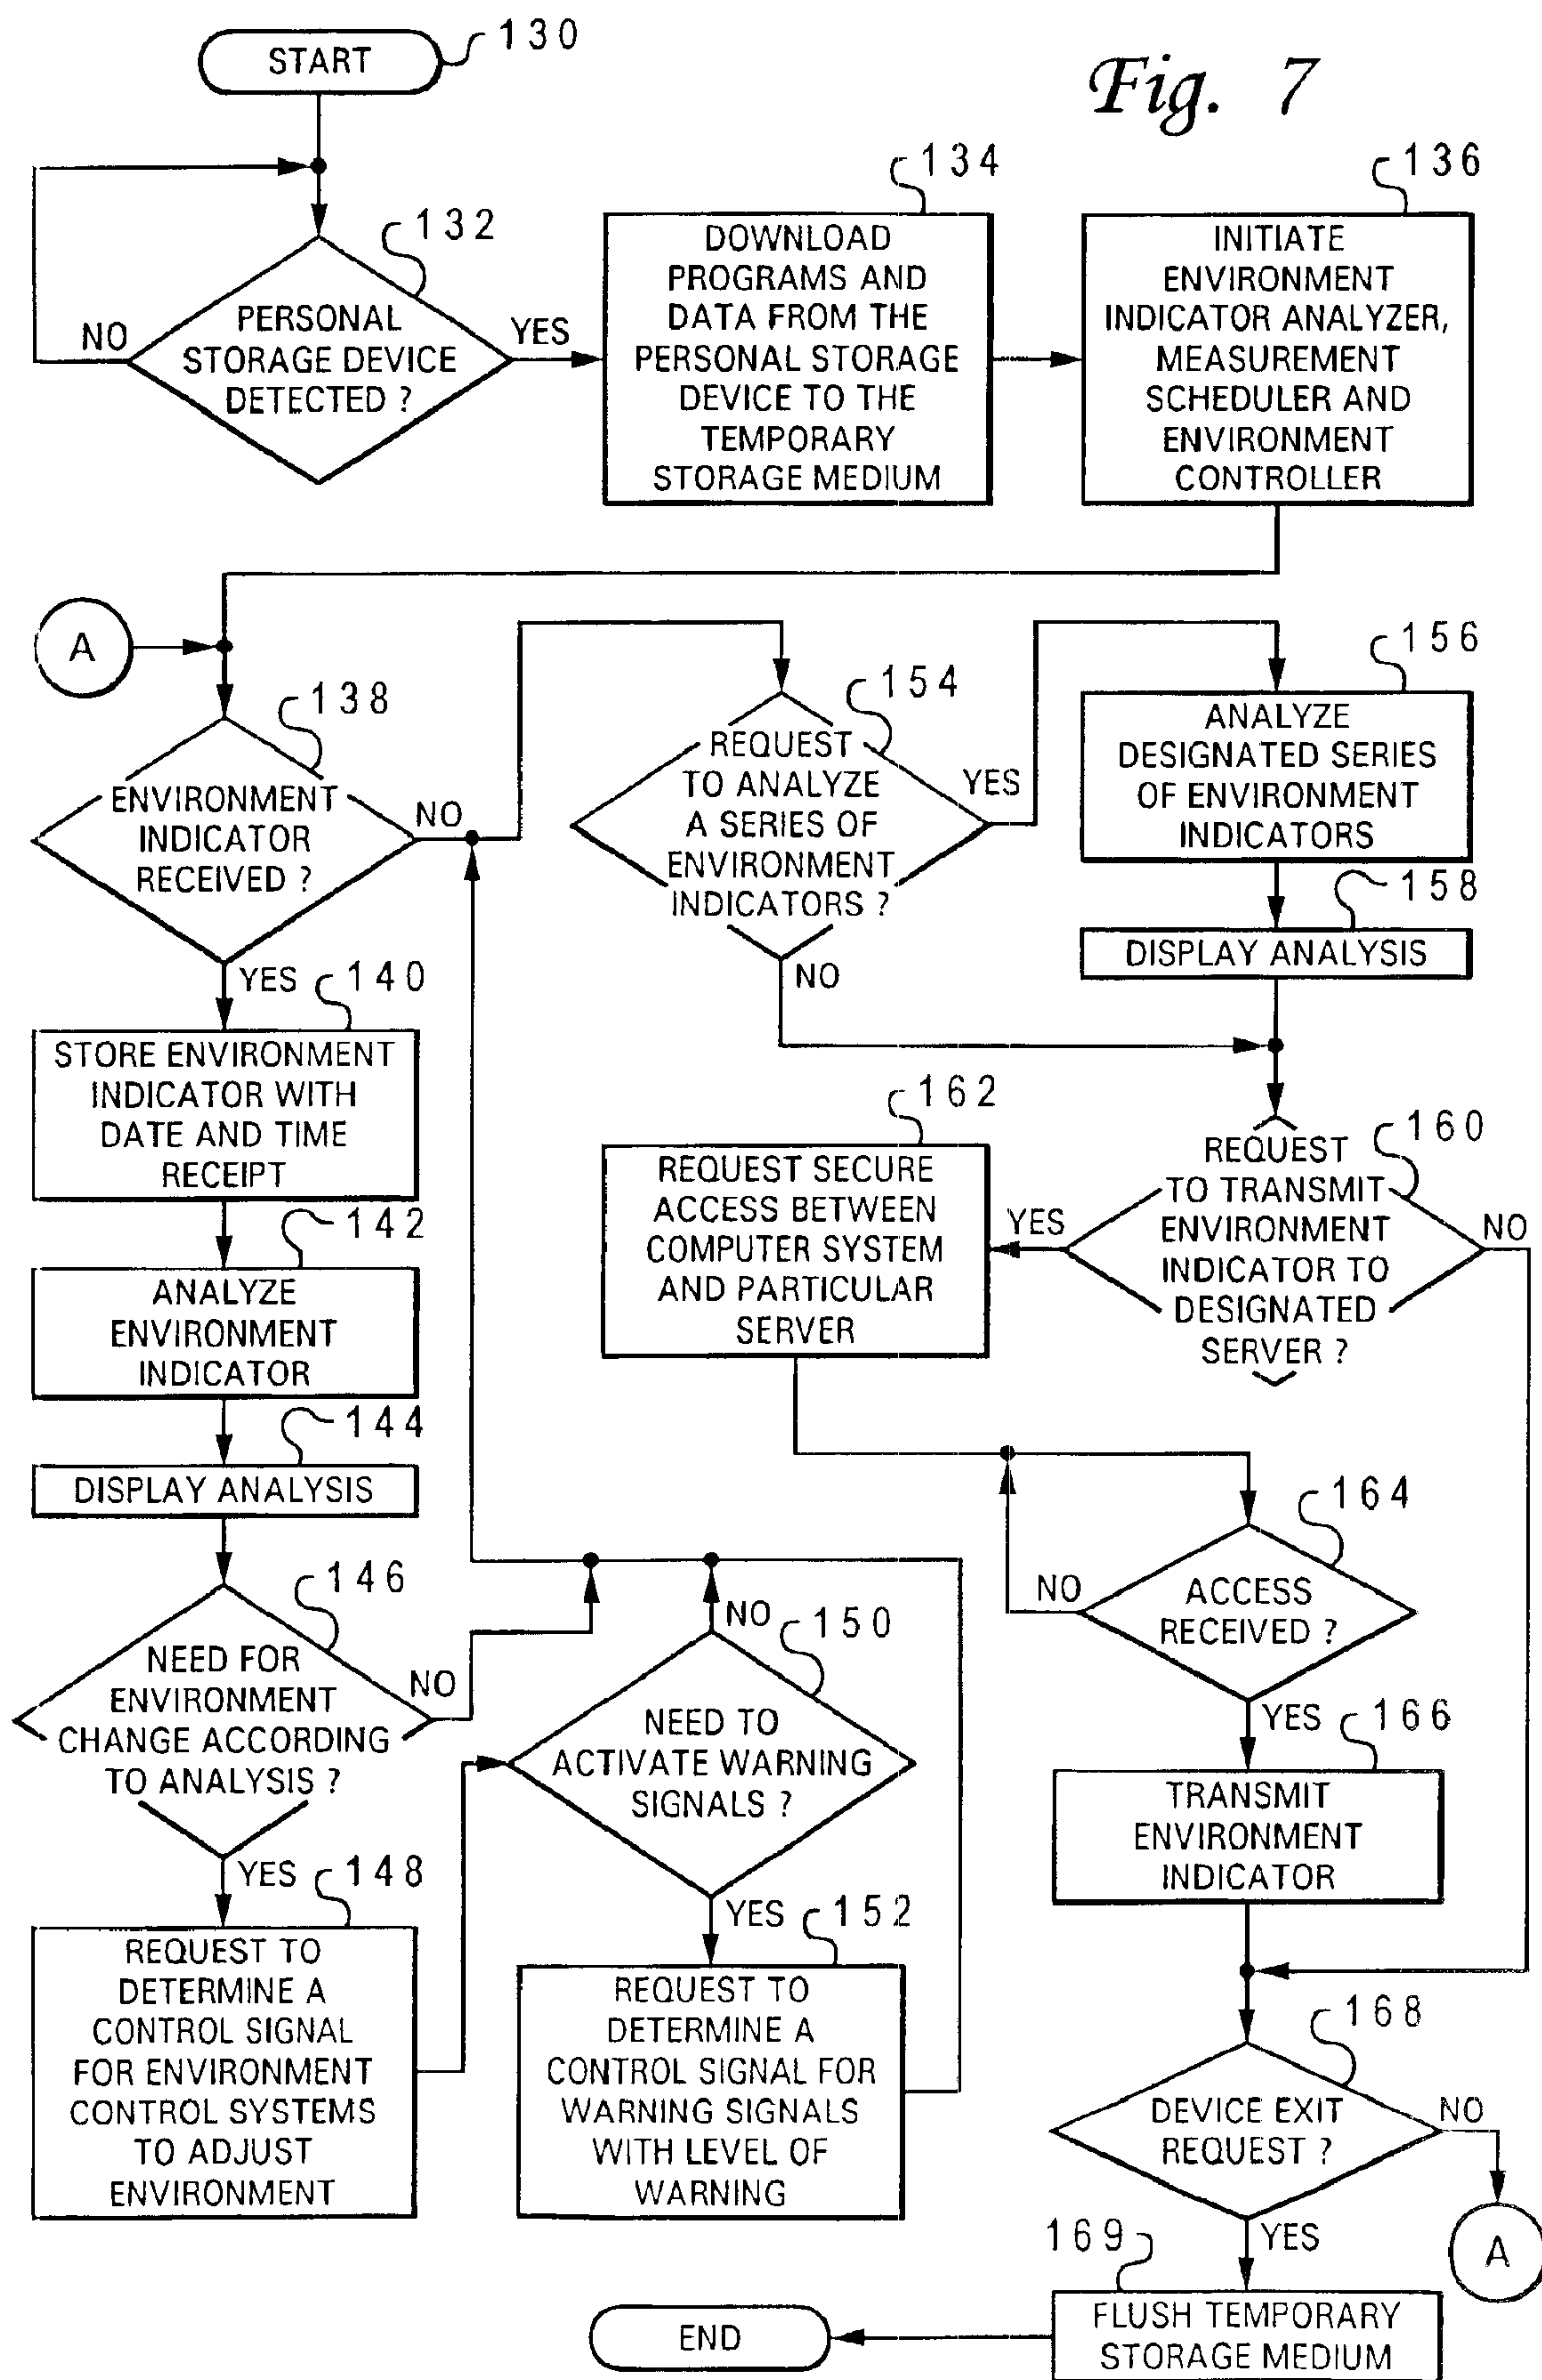 START
130
Fig. 7
132
PERSONAL
STORAGE DEVICE
DETECTED ?
NO
YES
134
DOWNLOAD
PROGRAMS AND
DATA FROM THE
PERSONAL STORAGE
DEVICE TO THE
TEMPORARY
STORAGE MEDIUM
136
INITIATE
ENVIRONMENT
INDICATOR ANALYZER,
MEASUREMENT
SCHEDULER AND
ENVIRONMENT
CONTROLLER
A
138
ENVIRONMENT
INDICATOR
RECEIVED ?
NO
YES
140
STORE ENVIRONMENT
INDICATOR WITH
DATE AND TIME
RECEIPT
142
ANALYZE
ENVIRONMENT
INDICATOR
144
DISPLAY ANALYSIS
146
NEED FOR
ENVIRONMENT
CHANGE ACCORDING
TO ANALYSIS ?
NO
YES
148
REQUEST TO
DETERMINE A
CONTROL SIGNAL
FOR ENVIRONMENT
CONTROL SYSTEMS
TO ADJUST
ENVIRONMENT
150
NO
NEED TO
ACTIVATE WARNING
SIGNALS ?
YES
152
REQUEST TO
DETERMINE A
CONTROL SIGNAL FOR
WARNING SIGNALS
WITH LEVEL OF
WARNING
154
REQUEST
TO ANALYZE
A SERIES OF
ENVIRONMENT
INDICATORS ?
YES
NO
156
ANALYZE
DESIGNATED SERIES
OF ENVIRONMENT
INDICATORS
158
DISPLAY ANALYSIS
160
REQUEST
TO TRANSMIT
ENVIRONMENT
INDICATOR TO
DESIGNATED
SERVER ?
YES
NO
162
REQUEST SECURE
ACCESS BETWEEN
COMPUTER SYSTEM
AND PARTICULAR
SERVER
164
ACCESS
RECEIVED ?
NO
YES
166
TRANSMIT
ENVIRONMENT
INDICATOR
168
DEVICE EXIT
REQUEST ?
NO
A
YES
169
FLUSH TEMPORARY
STORAGE MEDIUM
END